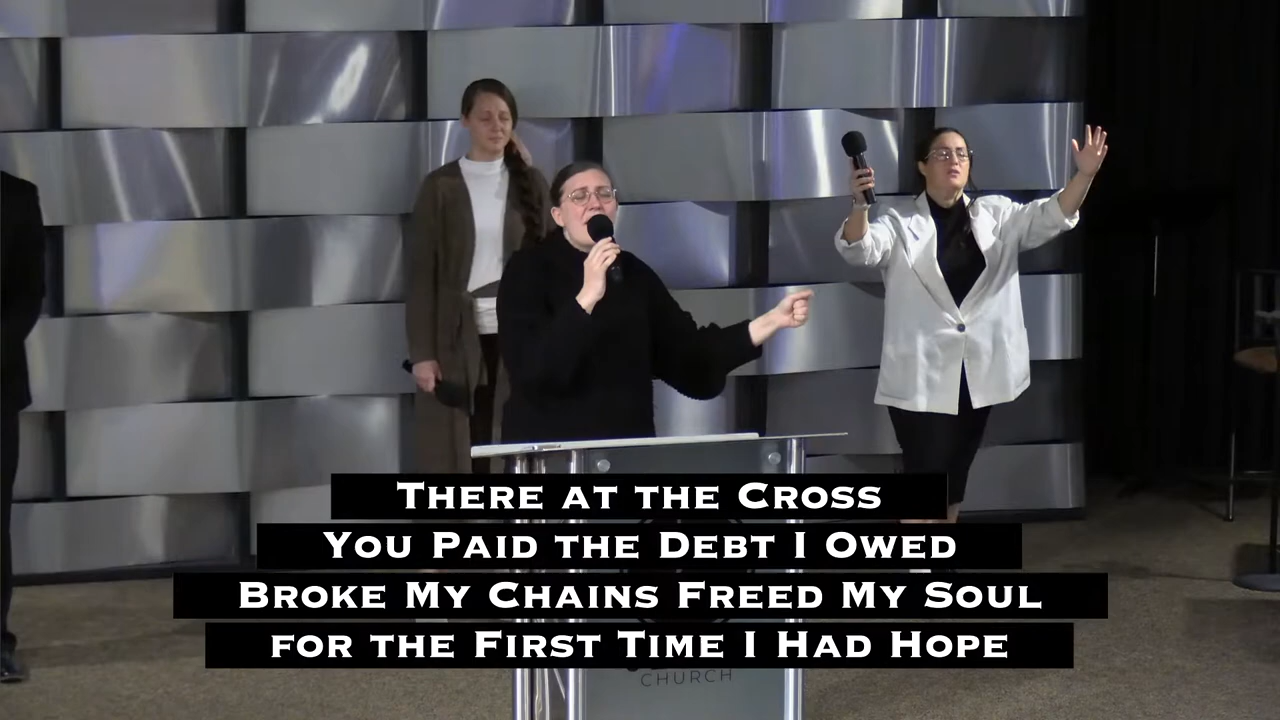 There at the Cross
You Paid the Debt I Owed
Broke My Chains Freed My Soul
for the First Time I Had Hope
CHURCH